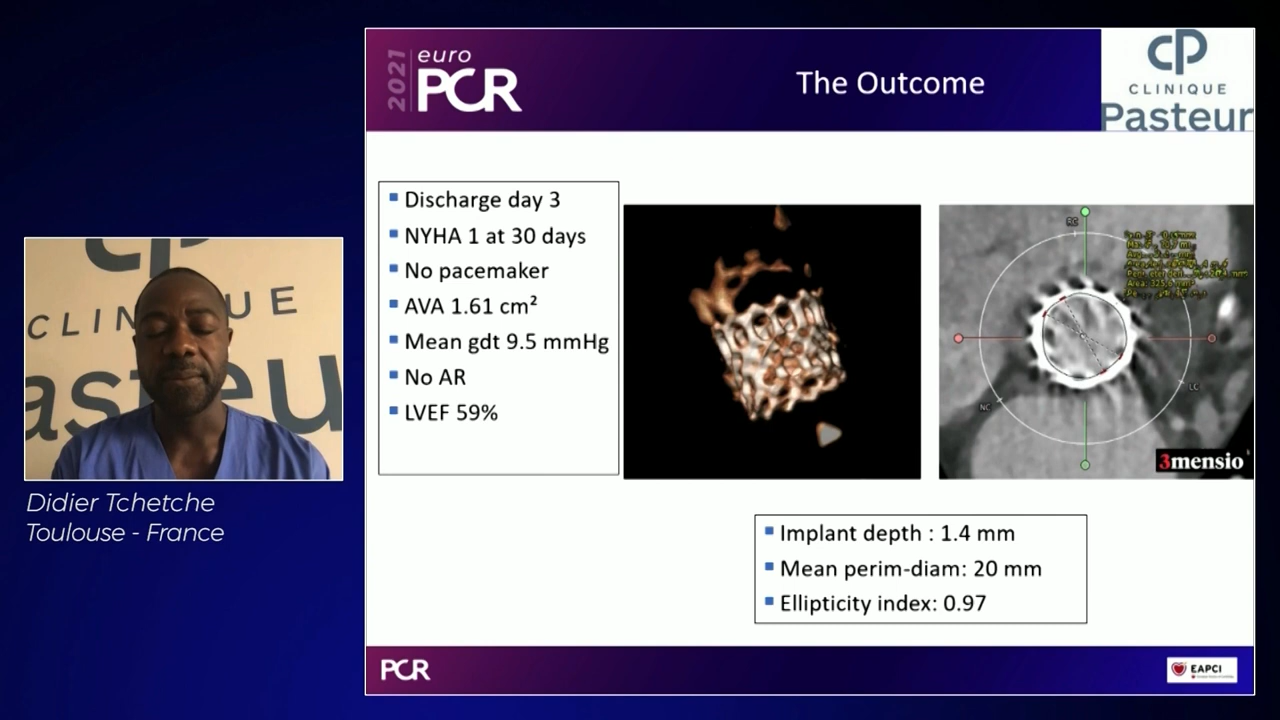 2021
euro
PCR
The Outcome
CP
CLINIQUE
Pasteur
Discharge day 3
NYHA 1 at 30 days
No pacemaker
AVA 1.61 cm²
Mean gdt 9.5 mmHg
No AR
LVEF 59%
RC
LC
NC
3mensio
CLINIQUE
Pasteu
Didier Tchetche
Toulouse - France
Implant depth : 1.4 mm
Mean perim-diam: 20 mm
Ellipticity index: 0.97
PCR
EAPCI